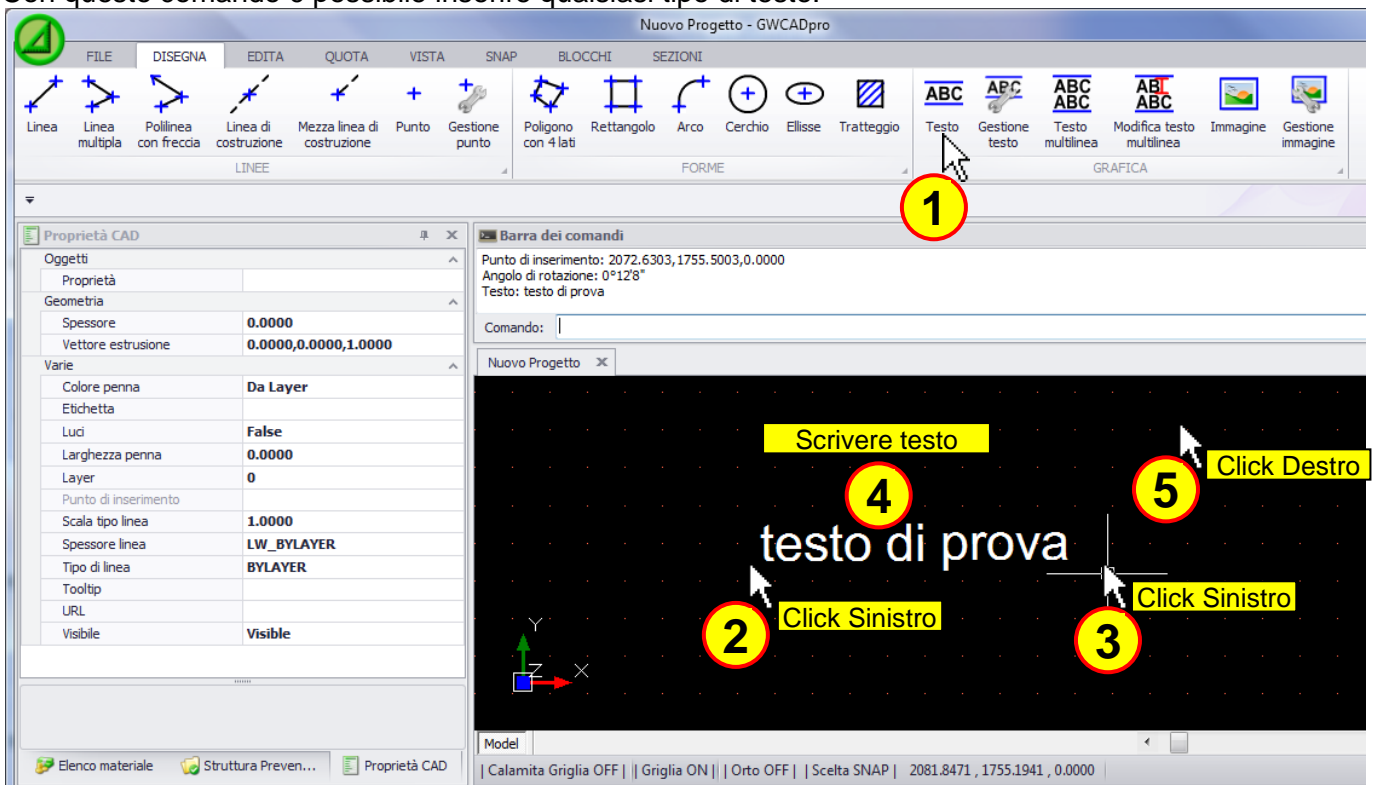 Con questo comando è possibile inserire qualsiasi tipo di testo.
Nuovo Progetto - GWCADpro
FILE DISEGNA EDITA QUOTA VISTA SNAP BLOCCHI SEZIONI
ABC ABC ABC ABC ABI ABC
Linea Linea multipla Polilinea con freccia Linea di costruzione Mezza linea di costruzione Punto Gestione punto Poligono con 4 lati Rettangolo Arco Cerchio Ellisse Tratteggio Testo Gestione testo Testo multilinea Modifica testo multilinea Immagine Gestione immagine
LINEE FORME GRAFICA
1
Proprietà CAD
Oggetti
Proprietà
Geometria
Spessore 0.0000
Vettore estrusione 0.0000,0.0000,1.0000
Varie
Colore penna Da Layer
Etichetta
Luci False
Larghezza penna 0.0000
Layer 0
Punto di inserimento
Scala tipo linea 1.0000
Spessore linea LW_BYLAYER
Tipo di linea BYLAYER
Tooltip
URL
Visibile Visible
Elenco materiale Struttura Preven... Proprietà CAD
Barra dei comandi
Punto di inserimento: 2072.6303,1755.5003,0.0000
Angolo di rotazione: 0°12'8"
Testo: testo di prova
Comando:
Nuovo Progetto
Scrivere testo
Click Destro
4 5
testo di prova
Click Sinistro
Click Sinistro
2 3
Y
Z X
Model
| Calamita Griglia OFF | | Griglia ON | | Orto OFF | | Scelta SNAP | 2081.8471 , 1755.1941 , 0.0000